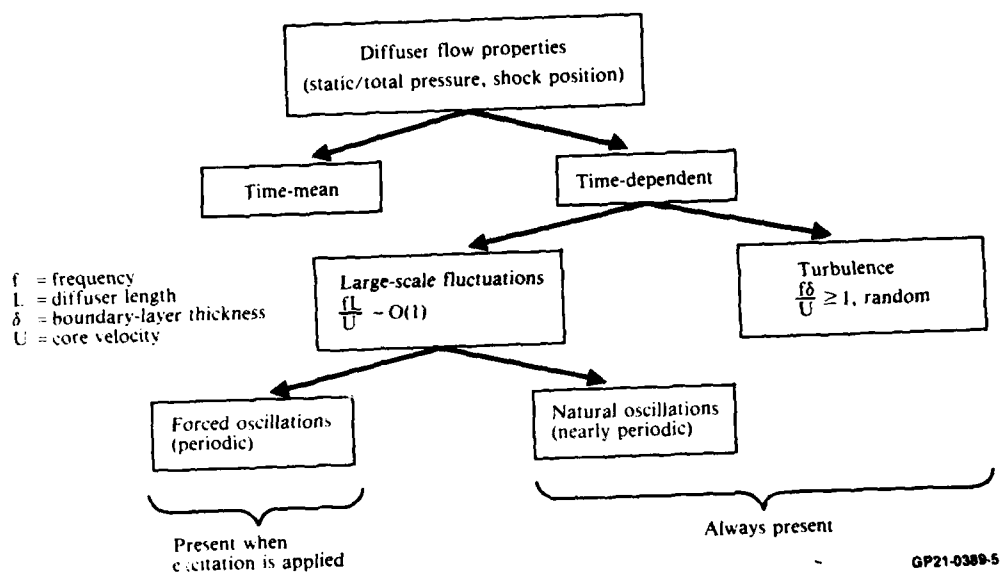 Diffuser flow properties
(static/total pressure, shock position)
Time-mean
Time-dependent
f = frequency
L = diffuser length
δ = boundary-layer thickness
U = core velocity
Large-scale fluctuations
fL/U ~ O(1)
Turbulence
fδ/U ≥ 1, random
Forced oscillations
(periodic)
Natural oscillations
(nearly periodic)
Present when
excitation is applied
Always present
GP21-0389-5